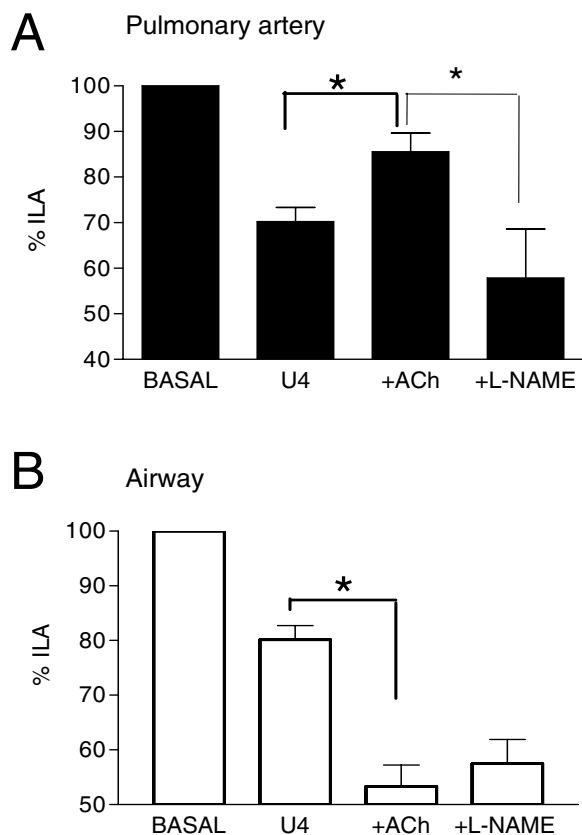 A
Pulmonary artery
% ILA
100
90
80
70
60
50
40
* *
BASAL U4 +ACh +L-NAME
B
Airway
% ILA
100
90
80
70
60
50
*
BASAL U4 +ACh +L-NAME